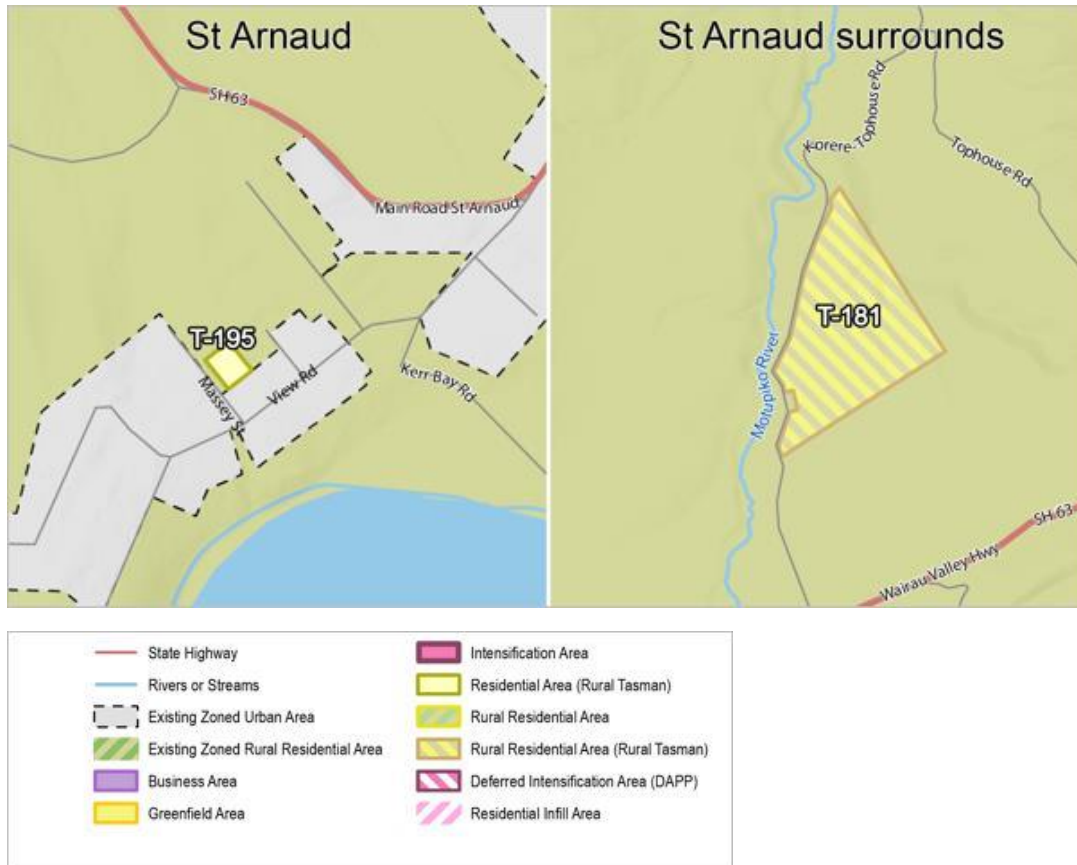 St Arnaud
SH 63
Main Road St Arnaud
T-195
View Rd
Massey St
Kerr Bay Rd
St Arnaud surrounds
Korere-Tophouse Rd
Tophouse Rd
T-181
Motupiko River
SH 63
Wairau Valley Hwy
State Highway
Rivers or Streams
Existing Zoned Urban Area
Existing Zoned Rural Residential Area
Business Area
Greenfield Area
Intensification Area
Residential Area (Rural Tasman)
Rural Residential Area
Rural Residential Area (Rural Tasman)
Deferred Intensification Area (DAPP)
Residential Infill Area